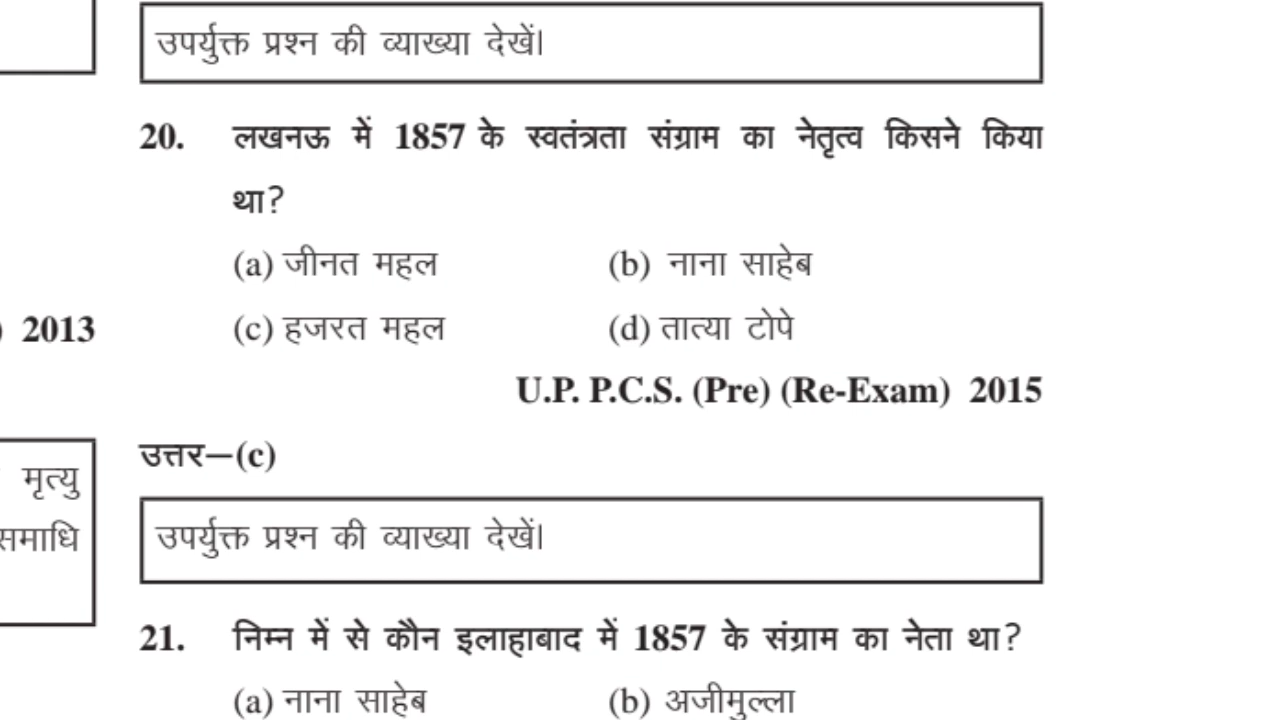 उपर्युक्त प्रश्न की व्याख्या देखें।
20. लखनऊ में 1857 के स्वतंत्रता संग्राम का नेतृत्व किसने किया
था?
(a) जीनत महल (b) नाना साहेब
(c) हजरत महल (d) तात्या टोपे
) 2013
U.P. P.C.S. (Pre) (Re-Exam) 2015
उत्तर—(c)
मृत्यु
समाधि
उपर्युक्त प्रश्न की व्याख्या देखें।
21. निम्न में से कौन इलाहाबाद में 1857 के संग्राम का नेता था?
(a) नाना साहेब (b) अजीमुल्ला